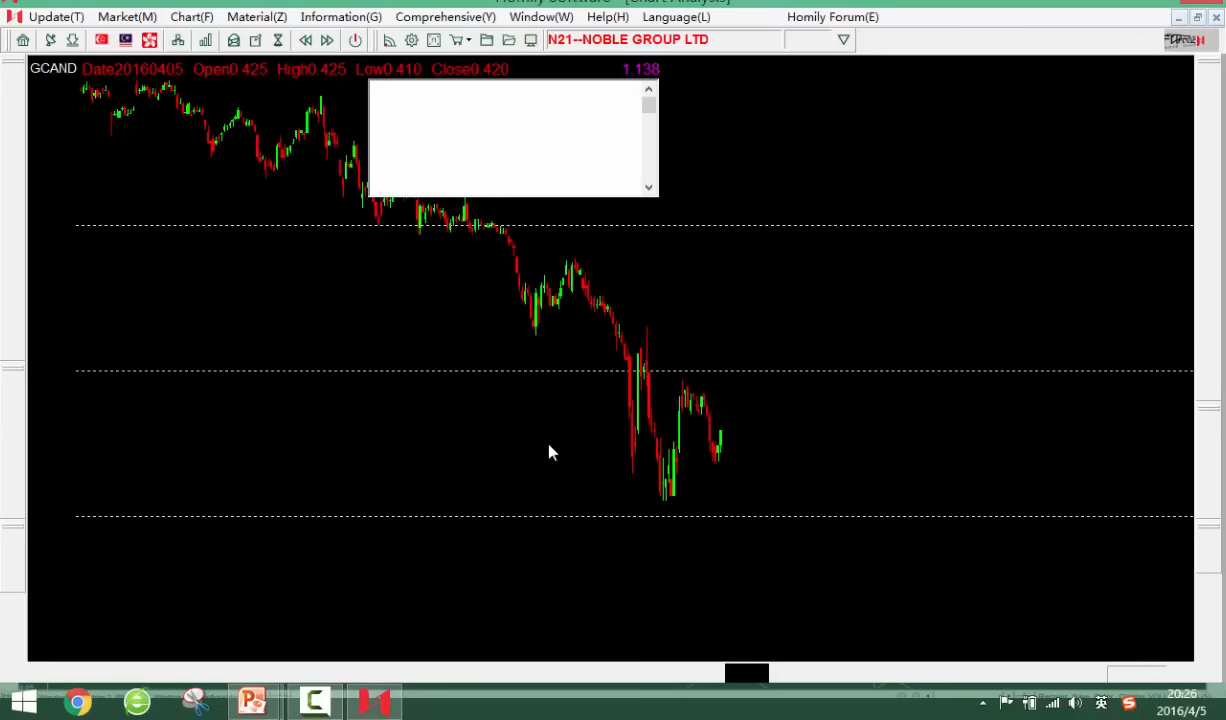 Homily Software - [Chart Analysis]
Update(T) Market(M) Chart(F) Material(Z) Information(G) Comprehensive(Y) Window(W) Help(H) Language(L) Homily Forum(E)
N21--NOBLE GROUP LTD
GCAND Date20160405 Open0.425 High0.425 Low0.410 Close0.420 1.138
英
20:26
2016/4/5